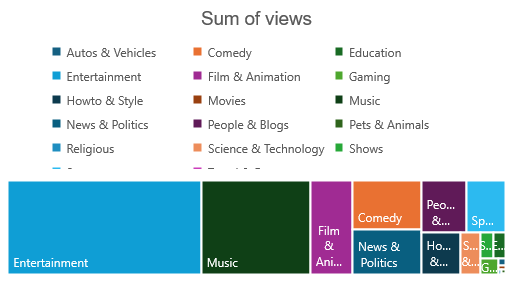 Sum of views
Autos & Vehicles
Comedy
Education
Entertainment
Film & Animation
Gaming
Howto & Style
Movies
Music
News & Politics
People & Blogs
Pets & Animals
Religious
Science & Technology
Shows
Entertainment
Music
Film
&
Ani...
Comedy
News &
Politics
Peo...
&...
Ho...
&...
Sp...
S...
&...
S...
E...
G...